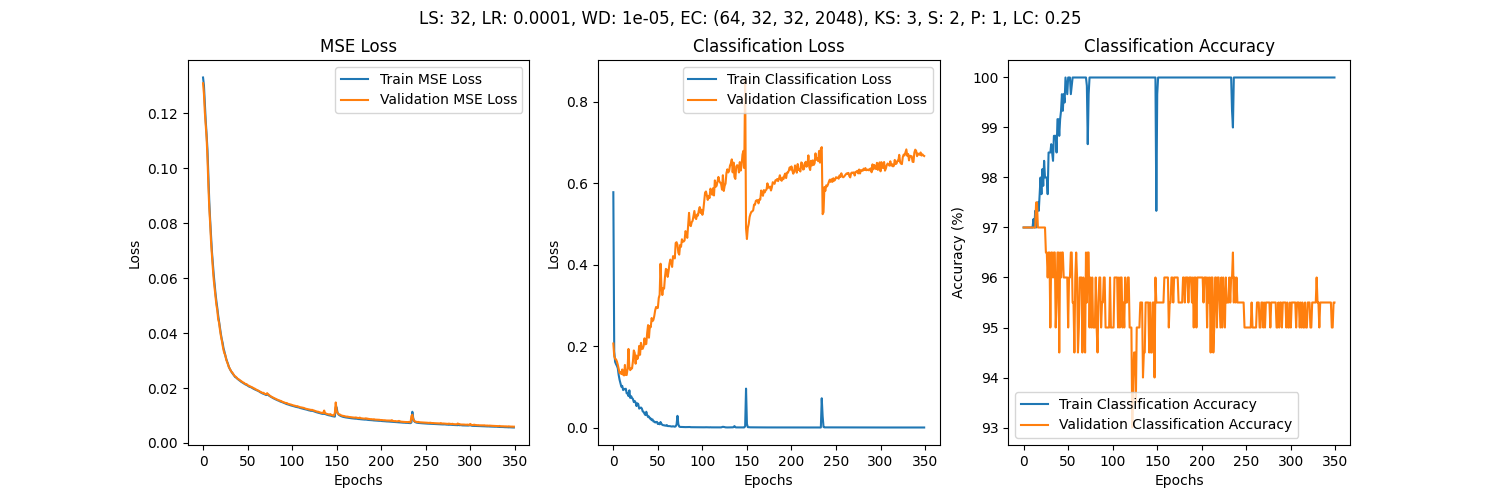 LS: 32, LR: 0.0001, WD: 1e-05, EC: (64, 32, 32, 2048), KS: 3, S: 2, P: 1, LC: 0.25
MSE Loss
Train MSE Loss
Validation MSE Loss
0.12
0.10
0.08
0.06
0.04
0.02
0.00
Loss
0 50 100 150 200 250 300 350
Epochs
Classification Loss
Train Classification Loss
Validation Classification Loss
0.8
0.6
0.4
0.2
0.0
Loss
0 50 100 150 200 250 300 350
Epochs
Classification Accuracy
100
99
98
97
96
95
94
93
Accuracy (%)
Train Classification Accuracy
Validation Classification Accuracy
0 50 100 150 200 250 300 350
Epochs